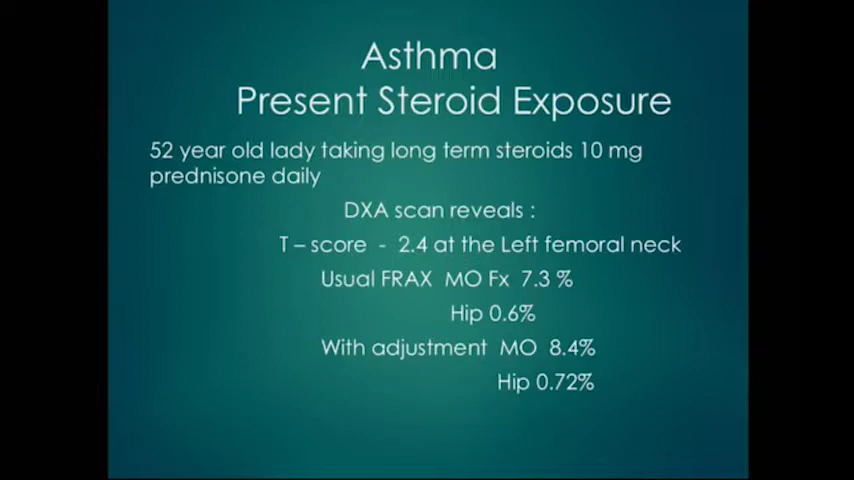 Asthma
Present Steroid Exposure
52 year old lady taking long term steroids 10 mg
prednisone daily
DXA scan reveals :
T – score - 2.4 at the Left femoral neck
Usual FRAX MO Fx 7.3 %
Hip 0.6%
With adjustment MO 8.4%
Hip 0.72%